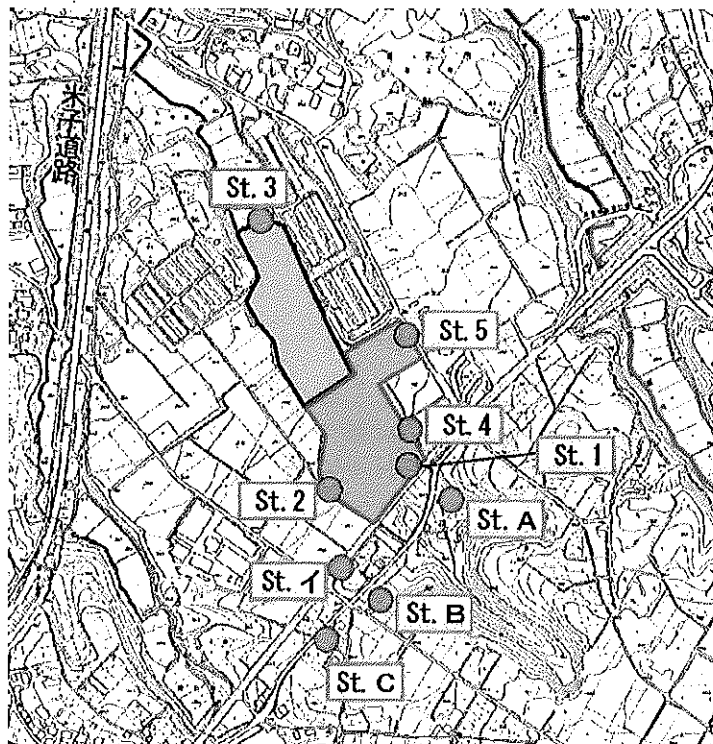 米子道路
St. 3
St. 5
St. 4
St. 1
St. 2
St. A
St. イ
St. B
St. C